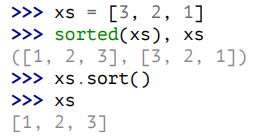 >>> xs = [3, 2, 1]
>>> sorted(xs), xs
([1, 2, 3], [3, 2, 1])
>>> xs.sort()
>>> xs
[1, 2, 3]